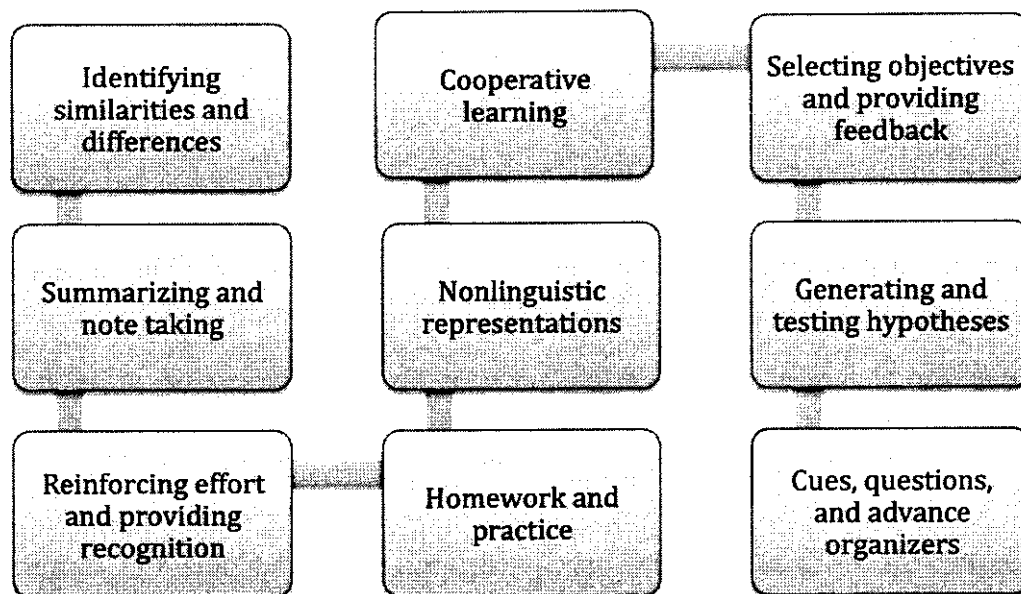 Identifying
similarities and
differences
Summarizing and
note taking
Reinforcing effort
and providing
recognition
Homework and
practice
Nonlinguistic
representations
Cooperative
learning
Selecting objectives
and providing
feedback
Generating and
testing hypotheses
Cues, questions,
and advance
organizers